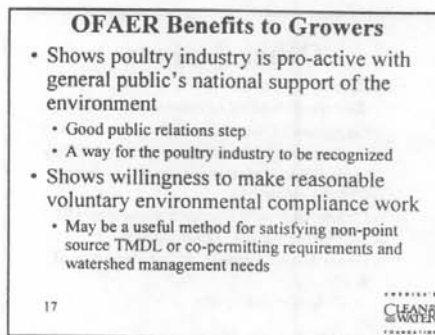 OFAER Benefits to Growers
• Shows poultry industry is pro-active with
general public's national support of the
environment
• Good public relations step
• A way for the poultry industry to be recognized
• Shows willingness to make reasonable
voluntary environmental compliance work
• May be a useful method for satisfying non-point
source TMDL or co-permitting requirements and
watershed management needs
17
AMERICA'S
CLEAN
WATER
FOUNDATION